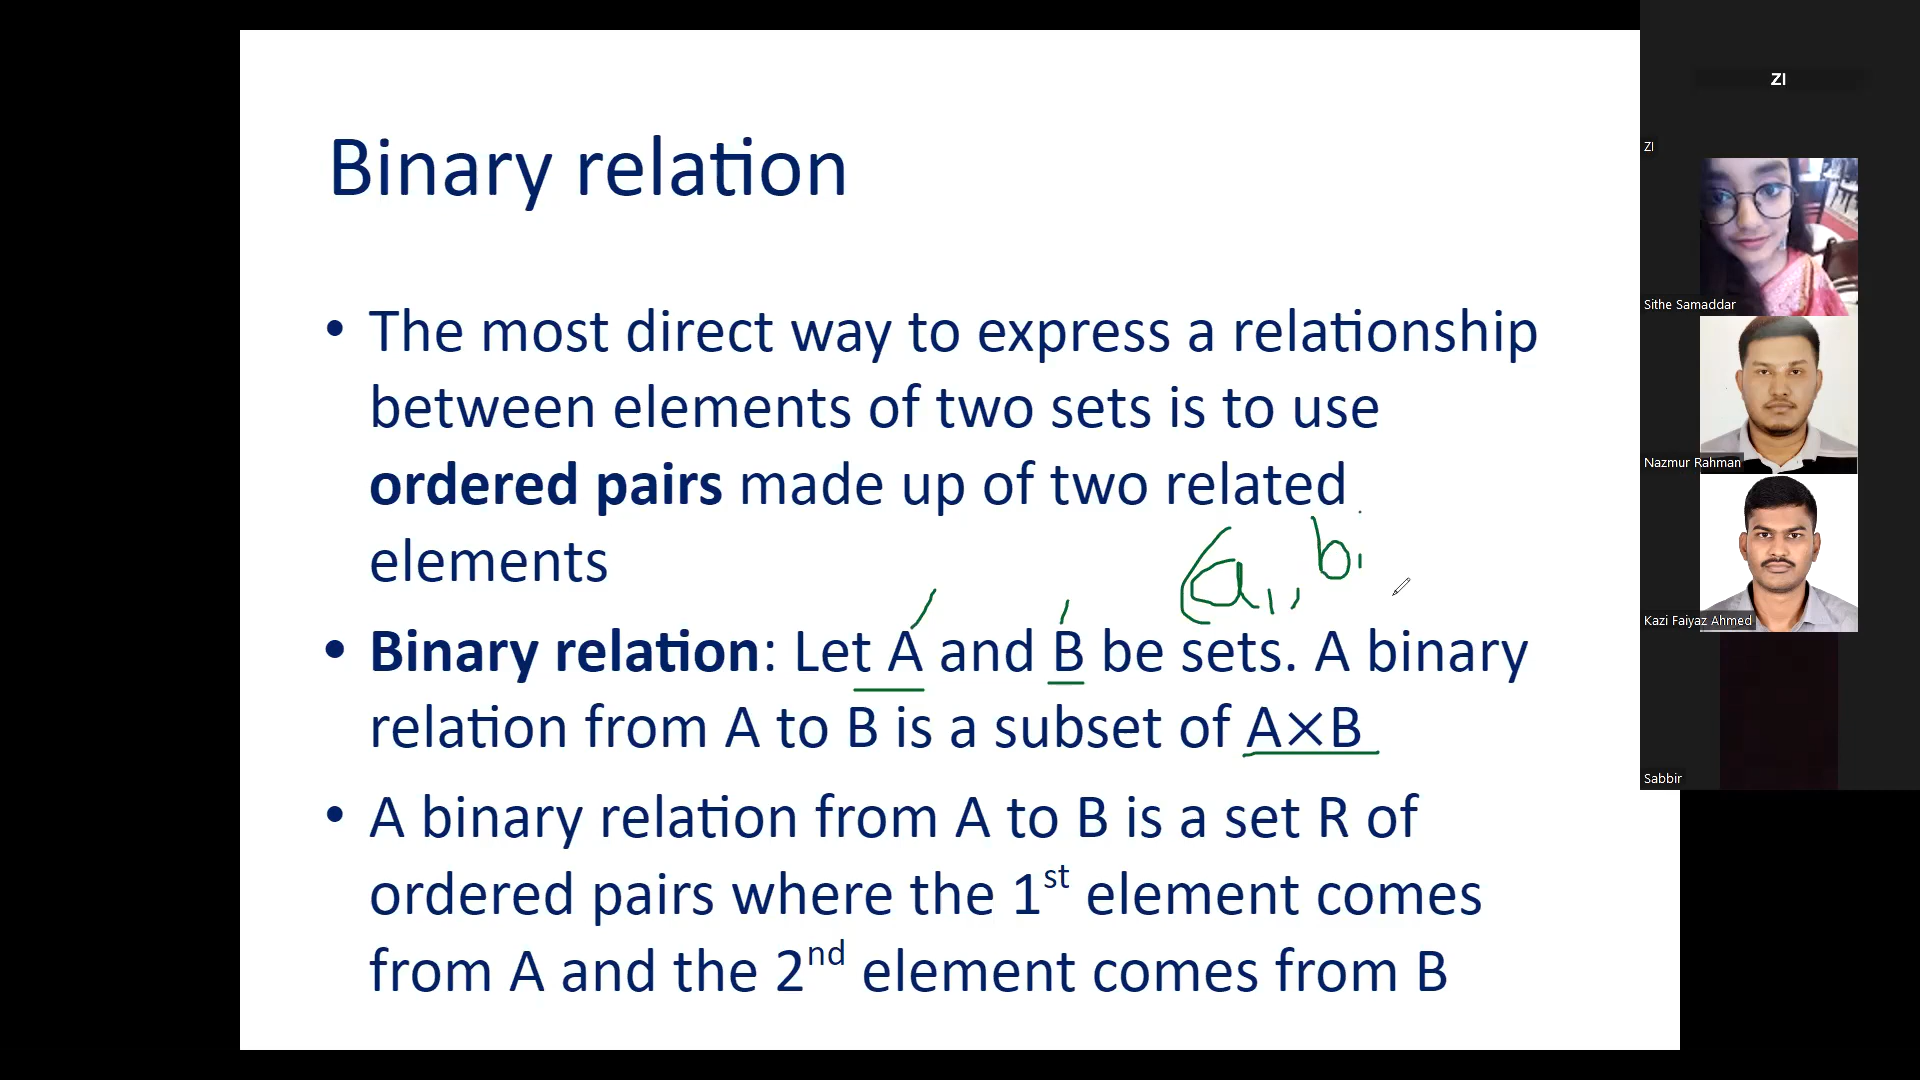 Binary relation
• The most direct way to express a relationship
between elements of two sets is to use
ordered pairs made up of two related
elements
(a₁, b₁
• Binary relation: Let A and B be sets. A binary
relation from A to B is a subset of A×B
• A binary relation from A to B is a set R of
ordered pairs where the 1st element comes
from A and the 2nd element comes from B
ZI
ZI
Sithe Samaddar
Nazmur Rahman
Kazi Faiyaz Ahmed
Sabbir